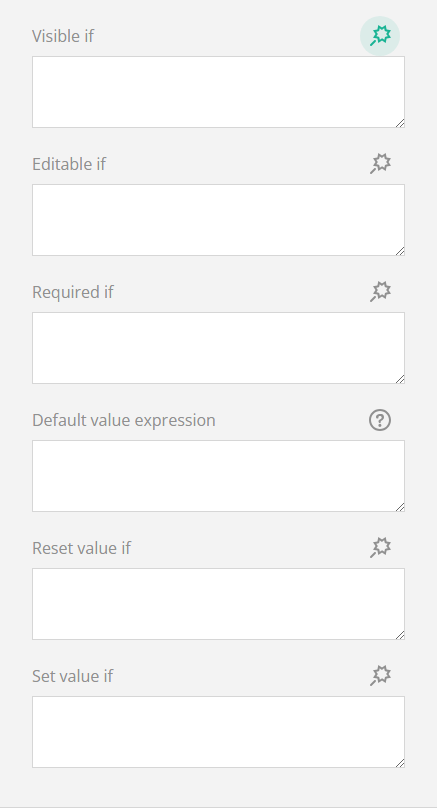 Visible if
Editable if
Required if
Default value expression
Reset value if
Set value if